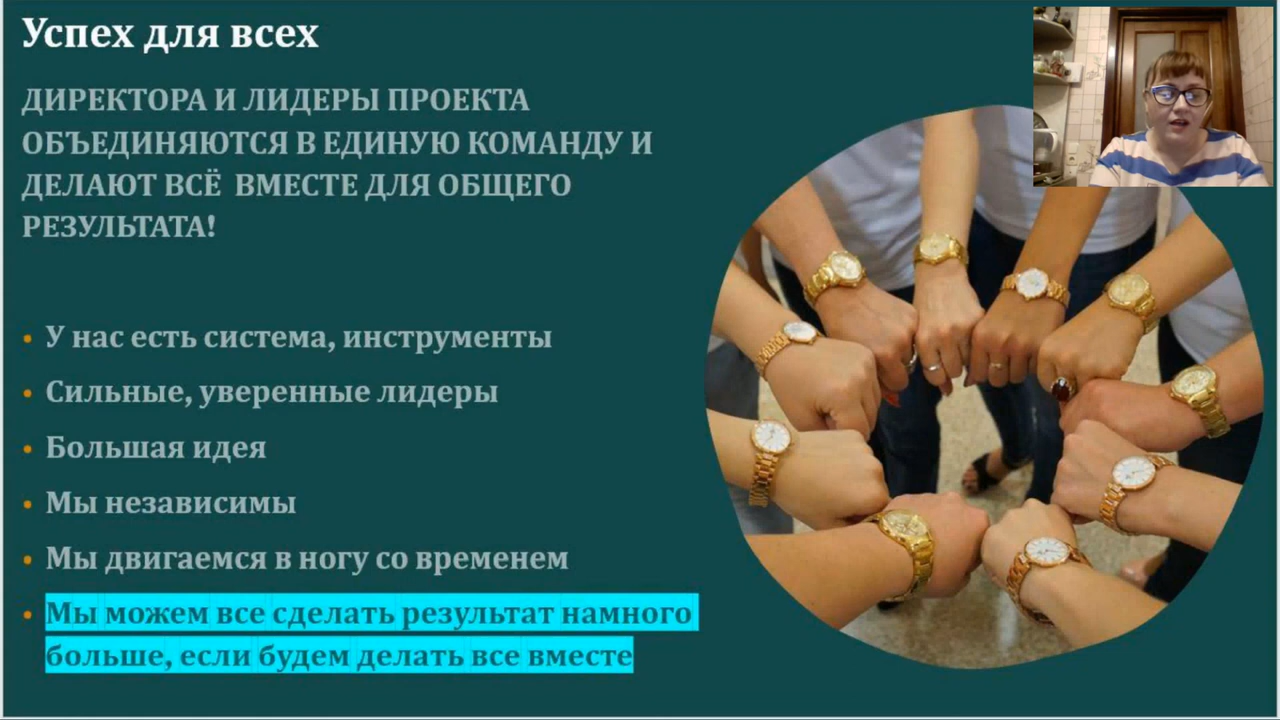 Успех для всех
ДИРЕКТОРА И ЛИДЕРЫ ПРОЕКТА
ОБЪЕДИНЯЮТСЯ В ЕДИНУЮ КОМАНДУ И
ДЕЛАЮТ ВСЁ ВМЕСТЕ ДЛЯ ОБЩЕГО
РЕЗУЛЬТАТА!
• У нас есть система, инструменты
• Сильные, уверенные лидеры
• Большая идея
• Мы независимы
• Мы двигаемся в ногу со временем
• Мы можем все сделать результат намного
больше, если будем делать все вместе